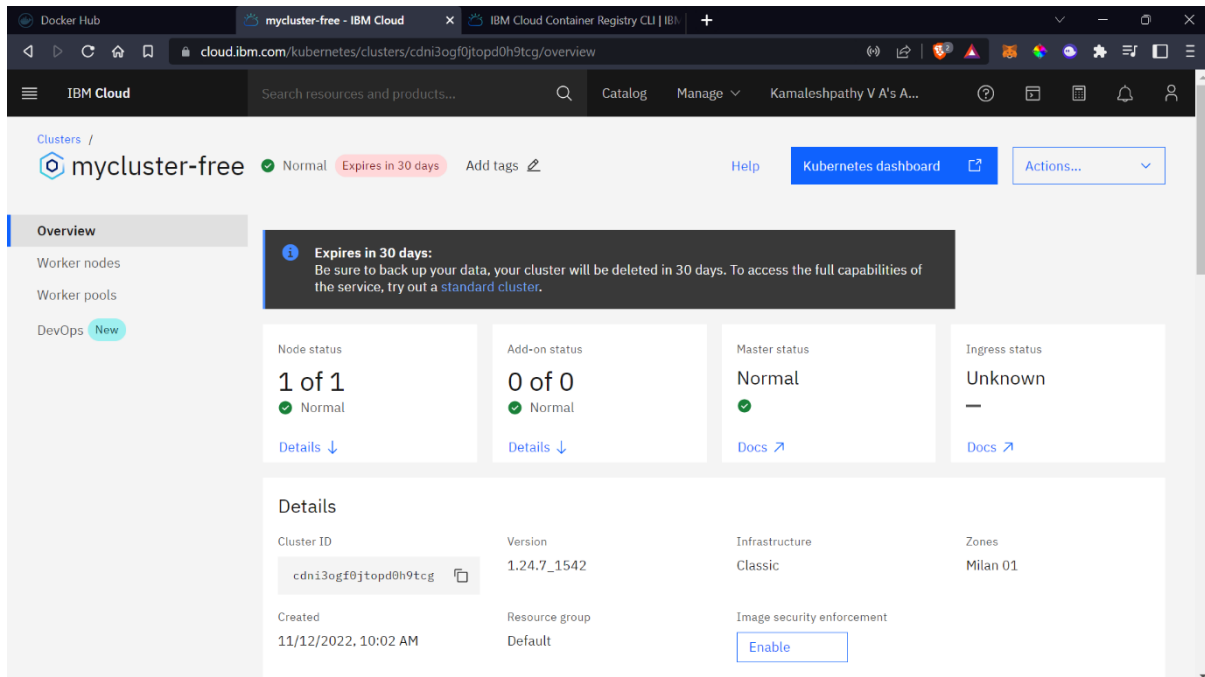 Docker Hub
mycluster-free - IBM Cloud
IBM Cloud Container Registry CLI | IBM
cloud.ibm.com/kubernetes/clusters/cdni3ogf0jtopd0h9tcg/overview
IBM Cloud
Search resources and products...
Catalog
Manage
Kamaleshpathy V A's A...
Clusters /
mycluster-free
Normal
Expires in 30 days
Add tags
Help
Kubernetes dashboard
Actions...
Overview
Worker nodes
Worker pools
DevOps New
Expires in 30 days:
Be sure to back up your data, your cluster will be deleted in 30 days. To access the full capabilities of
the service, try out a standard cluster.
Node status
1 of 1
Normal
Details
Add-on status
0 of 0
Normal
Details
Master status
Normal
Docs
Ingress status
Unknown
Docs
Details
Cluster ID
cdni3ogf0jtopd0h9tcg
Version
1.24.7_1542
Infrastructure
Classic
Zones
Milan 01
Created
11/12/2022, 10:02 AM
Resource group
Default
Image security enforcement
Enable